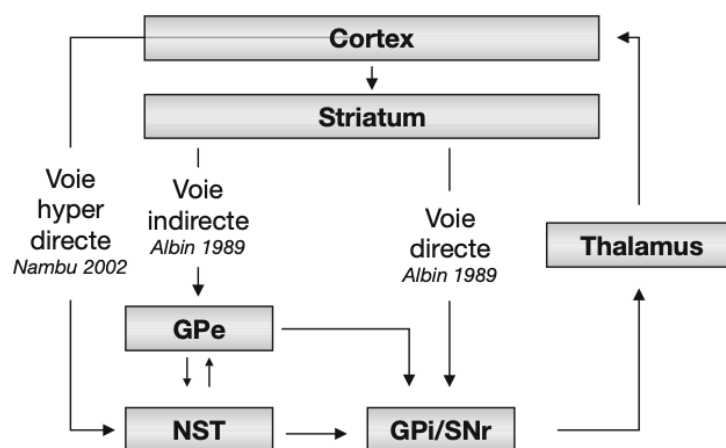 Cortex
Striatum
Voie
hyper
directe
Nambu 2002
Voie
indirecte
Albin 1989
Voie
directe
Albin 1989
Thalamus
GPe
NST
GPi/SNr